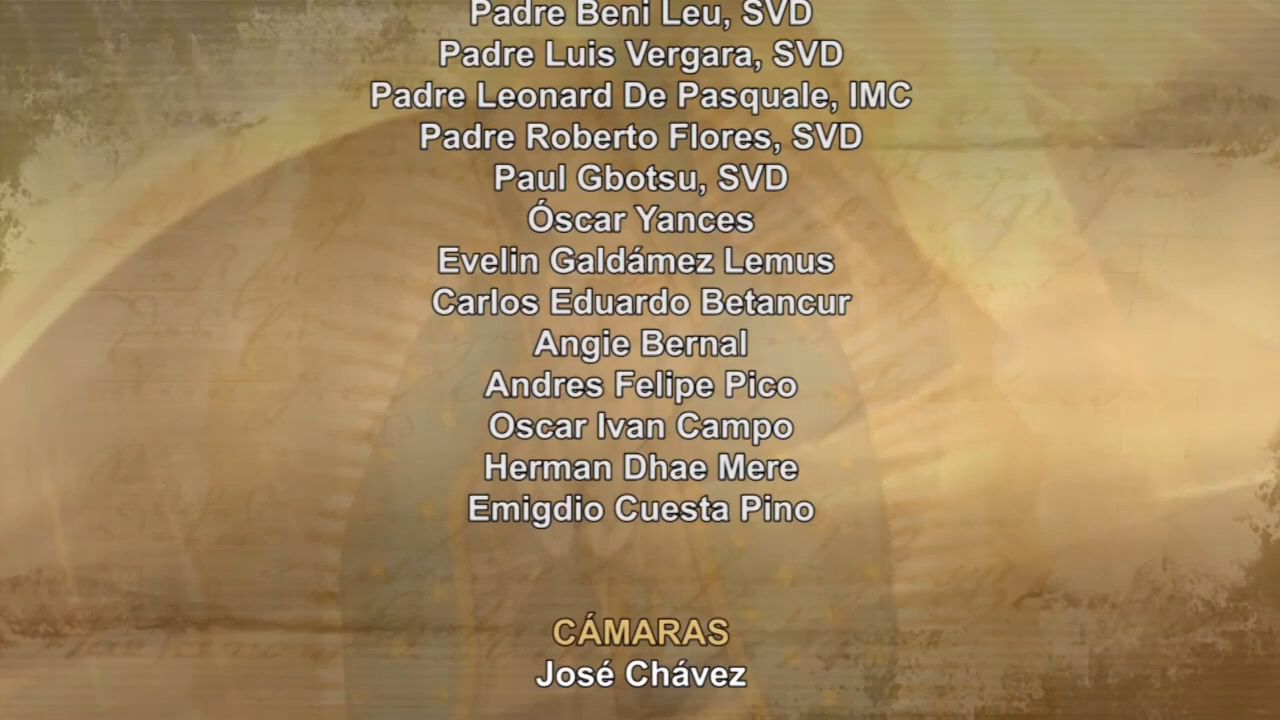 Padre Beni Leu, SVD
Padre Luis Vergara, SVD
Padre Leonard De Pasquale, IMC
Padre Roberto Flores, SVD
Paul Gbotsu, SVD
Óscar Yances
Evelin Galdámez Lemus
Carlos Eduardo Betancur
Angie Bernal
Andres Felipe Pico
Oscar Ivan Campo
Herman Dhae Mere
Emigdio Cuesta Pino
CÁMARAS
José Chávez